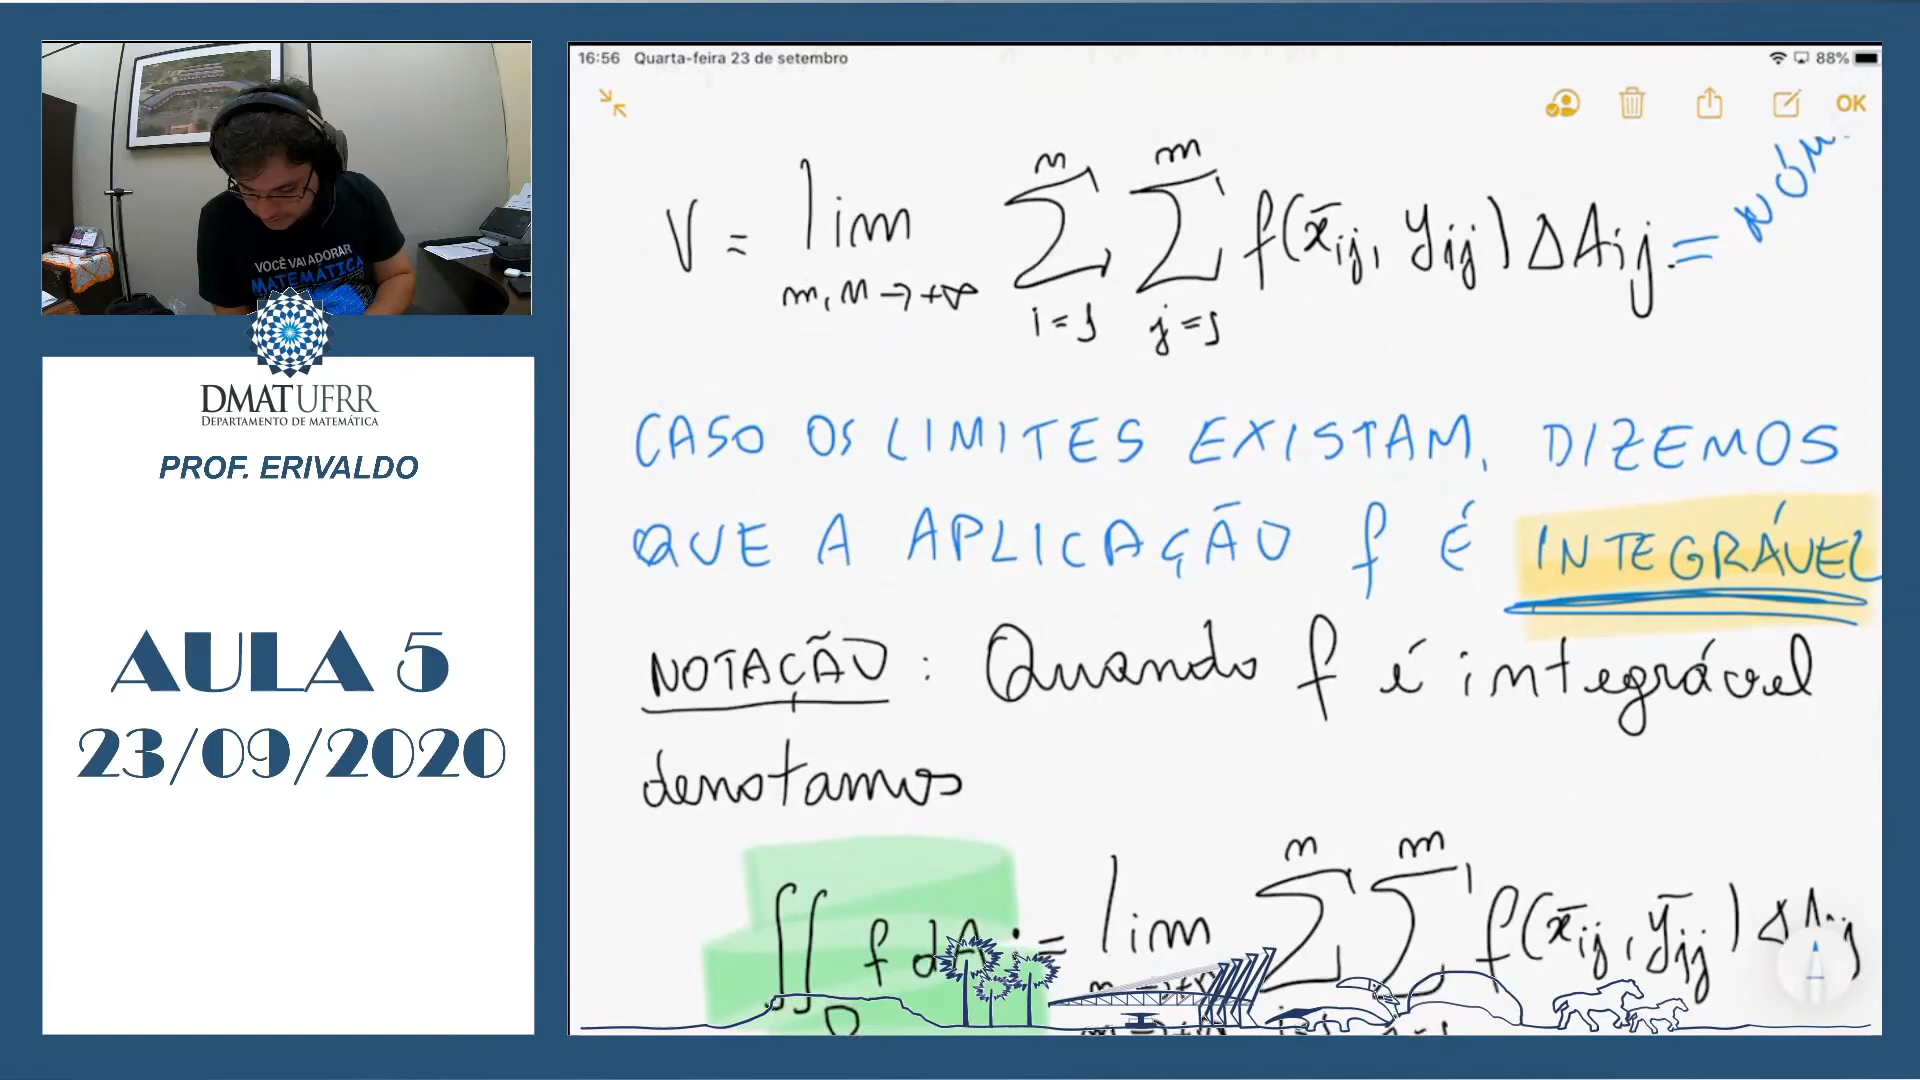 16:56 Quarta-feira 23 de setembro
88%
OK
V = lim m,n→+∞ Σ i=1 n Σ j=1 m f(x̄ij, yij) ΔAij. =
CASO OS LIMITES EXISTAM, DIZEMOS
QUE A APLICAÇÃO f É INTEGRÁVEL
NOTAÇÃO: Quando f é integrável
denotamos
∬ D f dA := lim Σ n Σ m f(x̄ij, ȳij) ΔAij
VOCÊ VAI ADORAR
MATEMÁTICA
DMATUFRR
DEPARTAMENTO DE MATEMÁTICA
PROF. ERIVALDO
AULA 5
23/09/2020